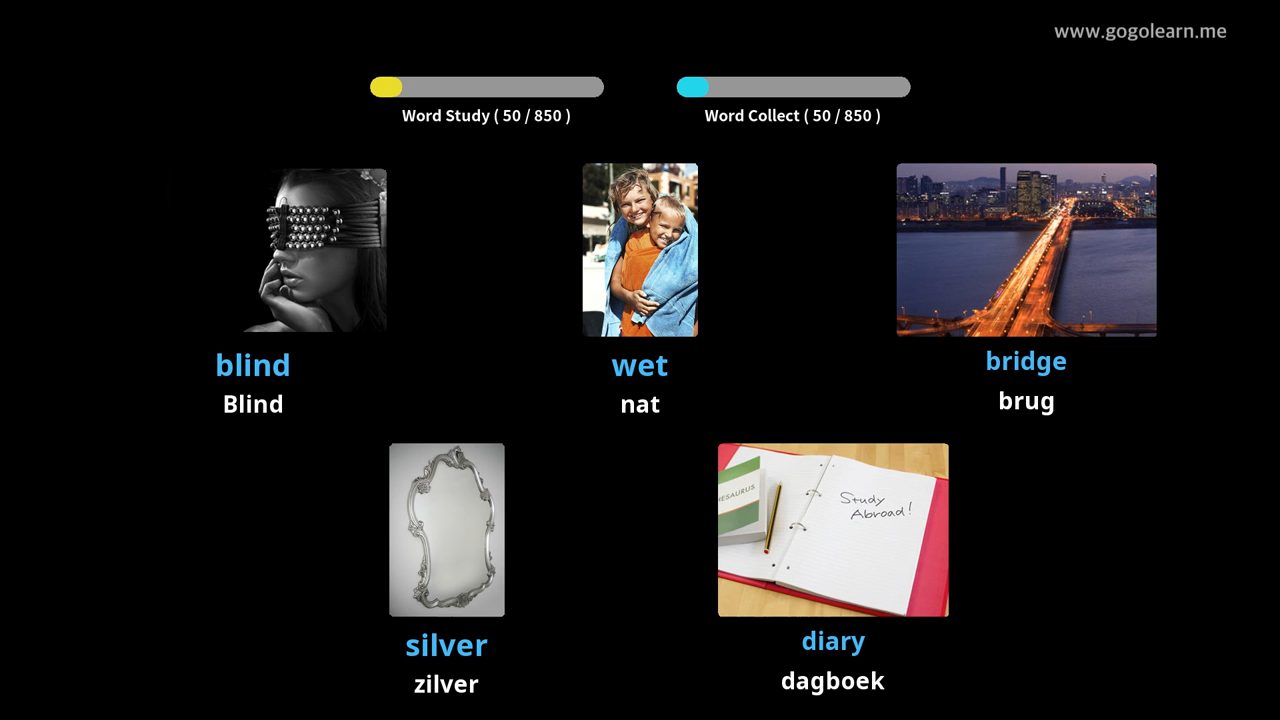 www.gogolearn.me
Word Study ( 50 / 850 )
Word Collect ( 50 / 850 )
blind
Blind
wet
nat
bridge
brug
HESAURUS
Study
Abroad!
silver
zilver
diary
dagboek